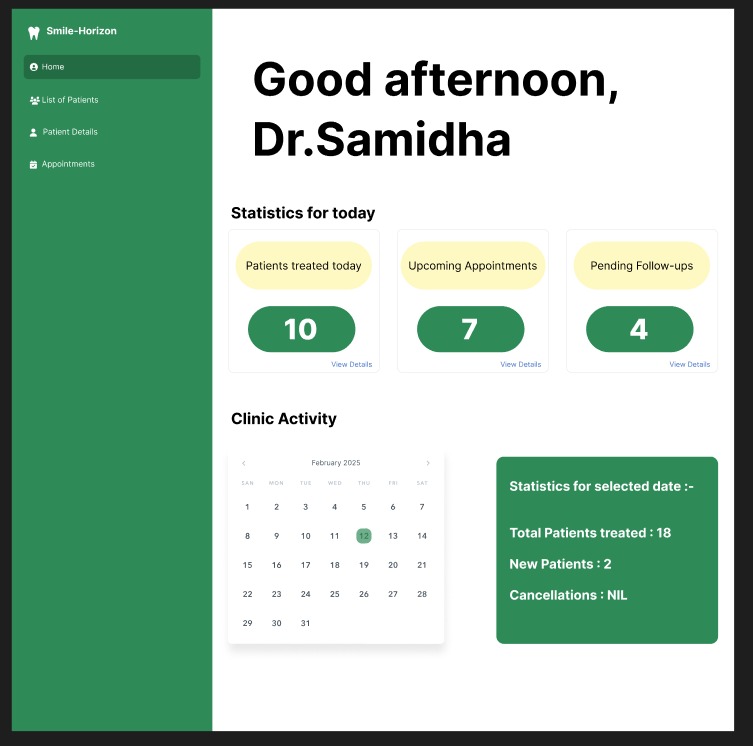 Smile-Horizon
Home
List of Patients
Patient Details
Appointments
Good afternoon,
Dr.Samidha
Statistics for today
Patients treated today
10
View Details
Upcoming Appointments
7
View Details
Pending Follow-ups
4
View Details
Clinic Activity
February 2025
SAN MON TUE WED THU FRI SAT
1 2 3 4 5 6 7
8 9 10 11 12 13 14
15 16 17 18 19 20 21
22 23 24 25 26 27 28
29 30 31
Statistics for selected date :-
Total Patients treated : 18
New Patients : 2
Cancellations : NIL